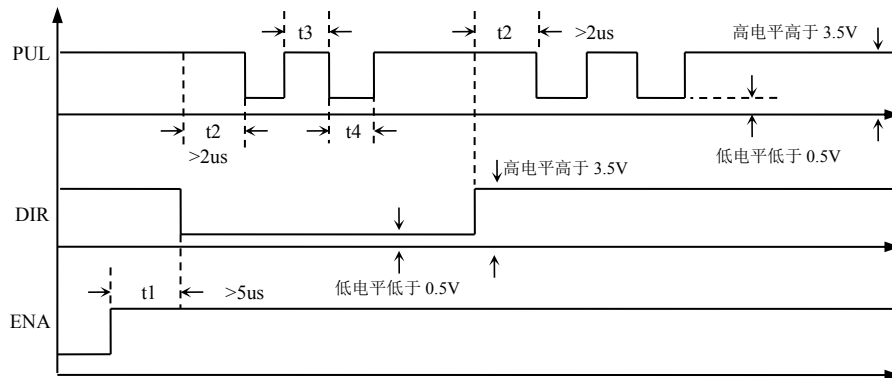 t3
t2
>2us
高电平高于 3.5V
PUL
t2
t4
>2us
低电平低于 0.5V
高电平高于 3.5V
DIR
t1
>5us
低电平低于 0.5V
ENA